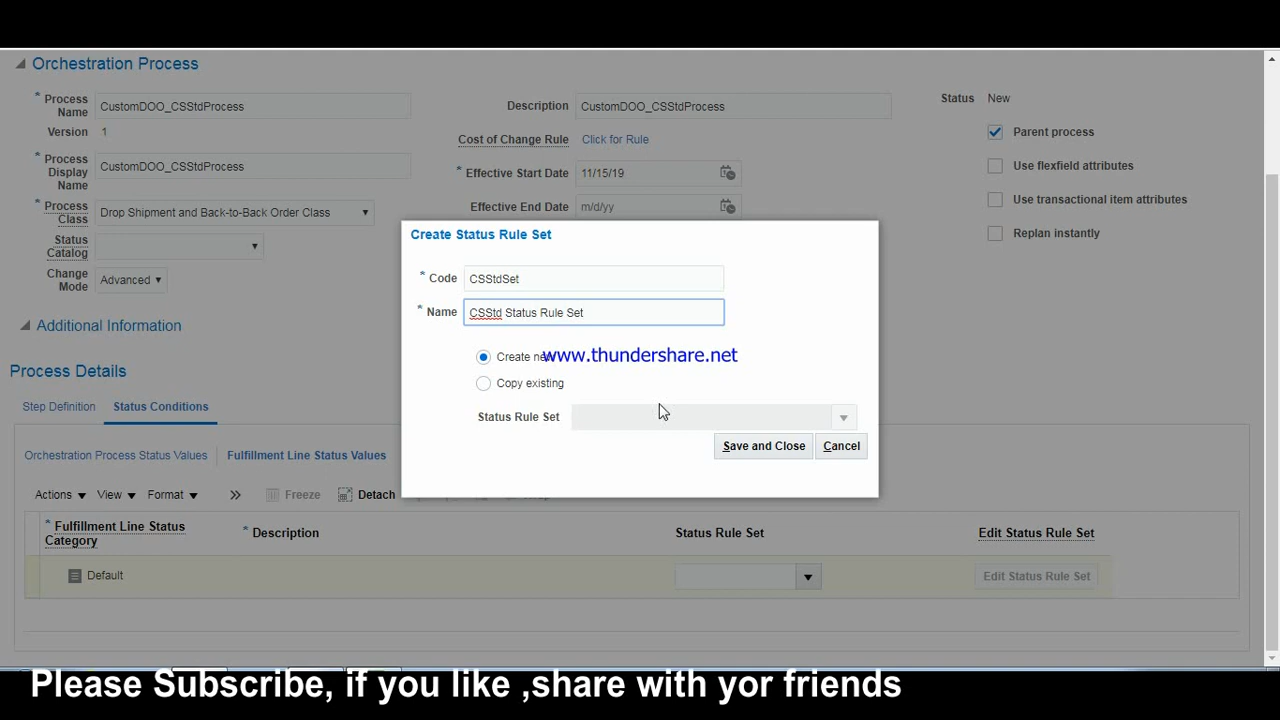 Orchestration Process
* Process Name CustomDOO_CSStdProcess
Description CustomDOO_CSStdProcess
Status New
Version 1
Cost of Change Rule Click for Rule
Parent process
* Process Display Name CustomDOO_CSStdProcess
* Effective Start Date 11/15/19
Use flexfield attributes
* Process Class Drop Shipment and Back-to-Back Order Class
Effective End Date m/d/yy
Use transactional item attributes
Status Catalog
Replan instantly
Change Mode Advanced
Create Status Rule Set
* Code CSStdSet
* Name CSStd Status Rule Set
Create new
www.thundershare.net
Copy existing
Status Rule Set
Save and Close Cancel
Additional Information
Process Details
Step Definition Status Conditions
Orchestration Process Status Values Fulfillment Line Status Values
Actions View Format Freeze Detach
* Fulfillment Line Status Category * Description Status Rule Set Edit Status Rule Set
Default Edit Status Rule Set
Please Subscribe, if you like ,share with yor friends